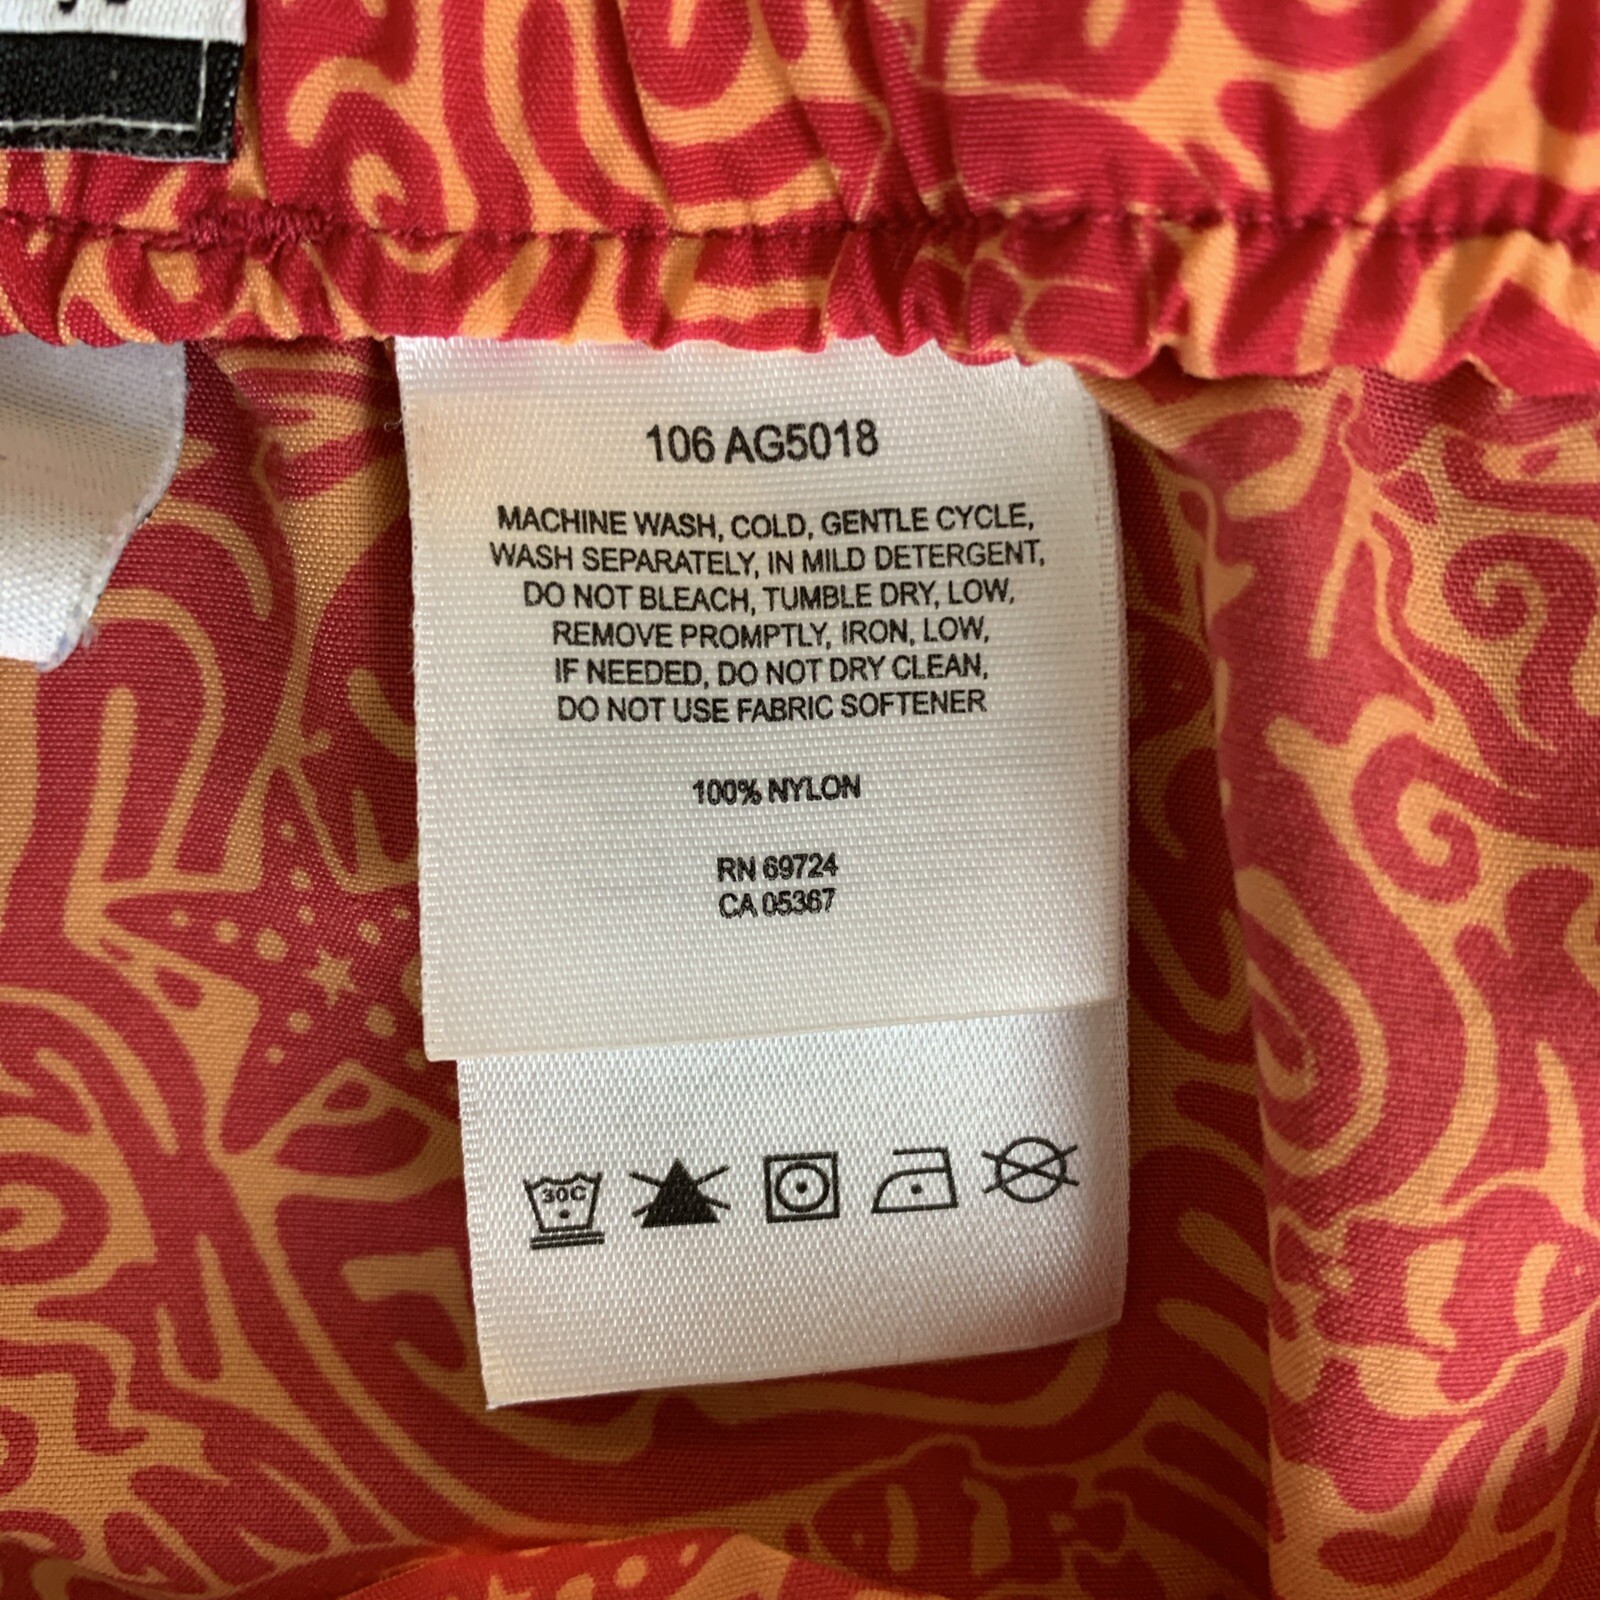 106 AG5018
MACHINE WASH, COLD, GENTLE CYCLE,
WASH SEPARATELY, IN MILD DETERGENT,
DO NOT BLEACH, TUMBLE DRY, LOW,
REMOVE PROMPTLY, IRON, LOW,
IF NEEDED, DO NOT DRY CLEAN,
DO NOT USE FABRIC SOFTENER
100% NYLON
RN 69724
CA 05367
30C